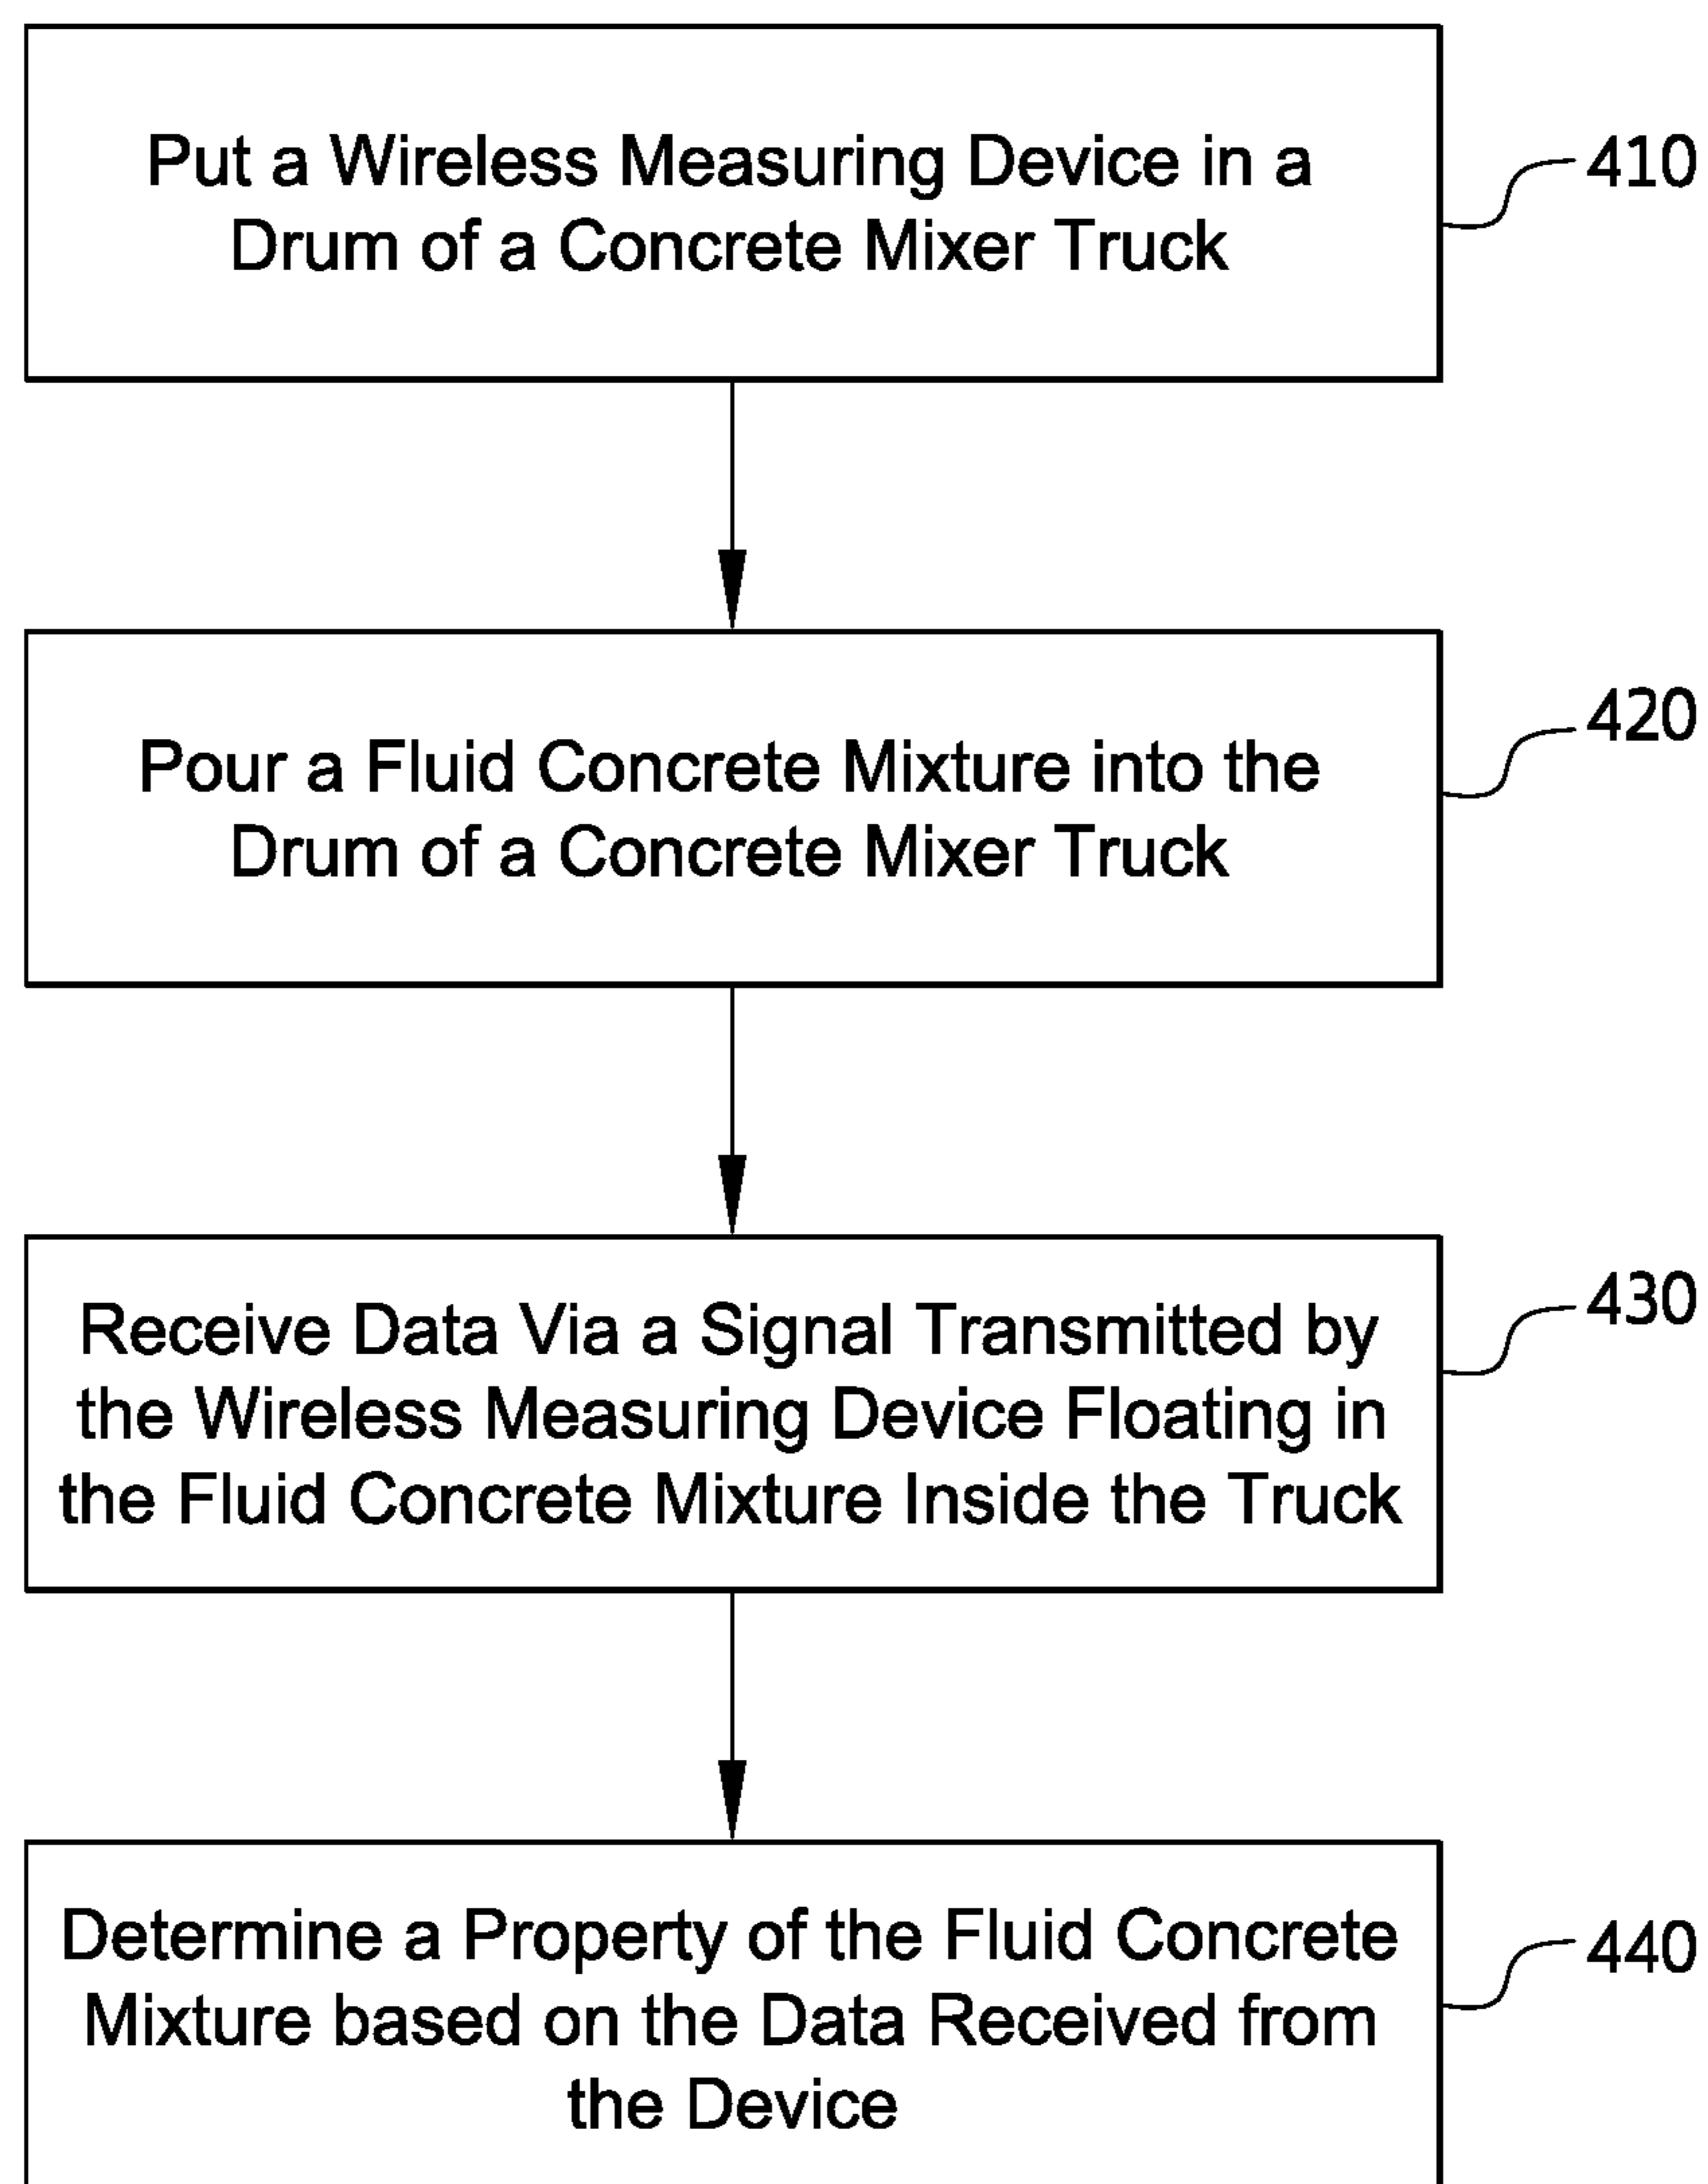 Put a Wireless Measuring Device in a
Drum of a Concrete Mixer Truck
410
Pour a Fluid Concrete Mixture into the
Drum of a Concrete Mixer Truck
420
Receive Data Via a Signal Transmitted by
the Wireless Measuring Device Floating in
the Fluid Concrete Mixture Inside the Truck
430
Determine a Property of the Fluid Concrete
Mixture based on the Data Received from
the Device
440